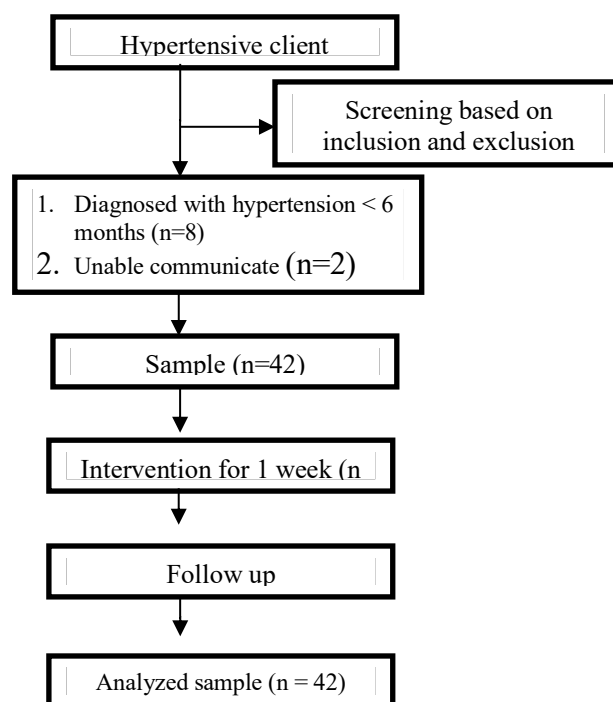 Hypertensive client
Screening based on
inclusion and exclusion
1. Diagnosed with hypertension < 6
months (n=8)
2. Unable communicate (n=2)
Sample (n=42)
Intervention for 1 week (n
Follow up
Analyzed sample (n = 42)